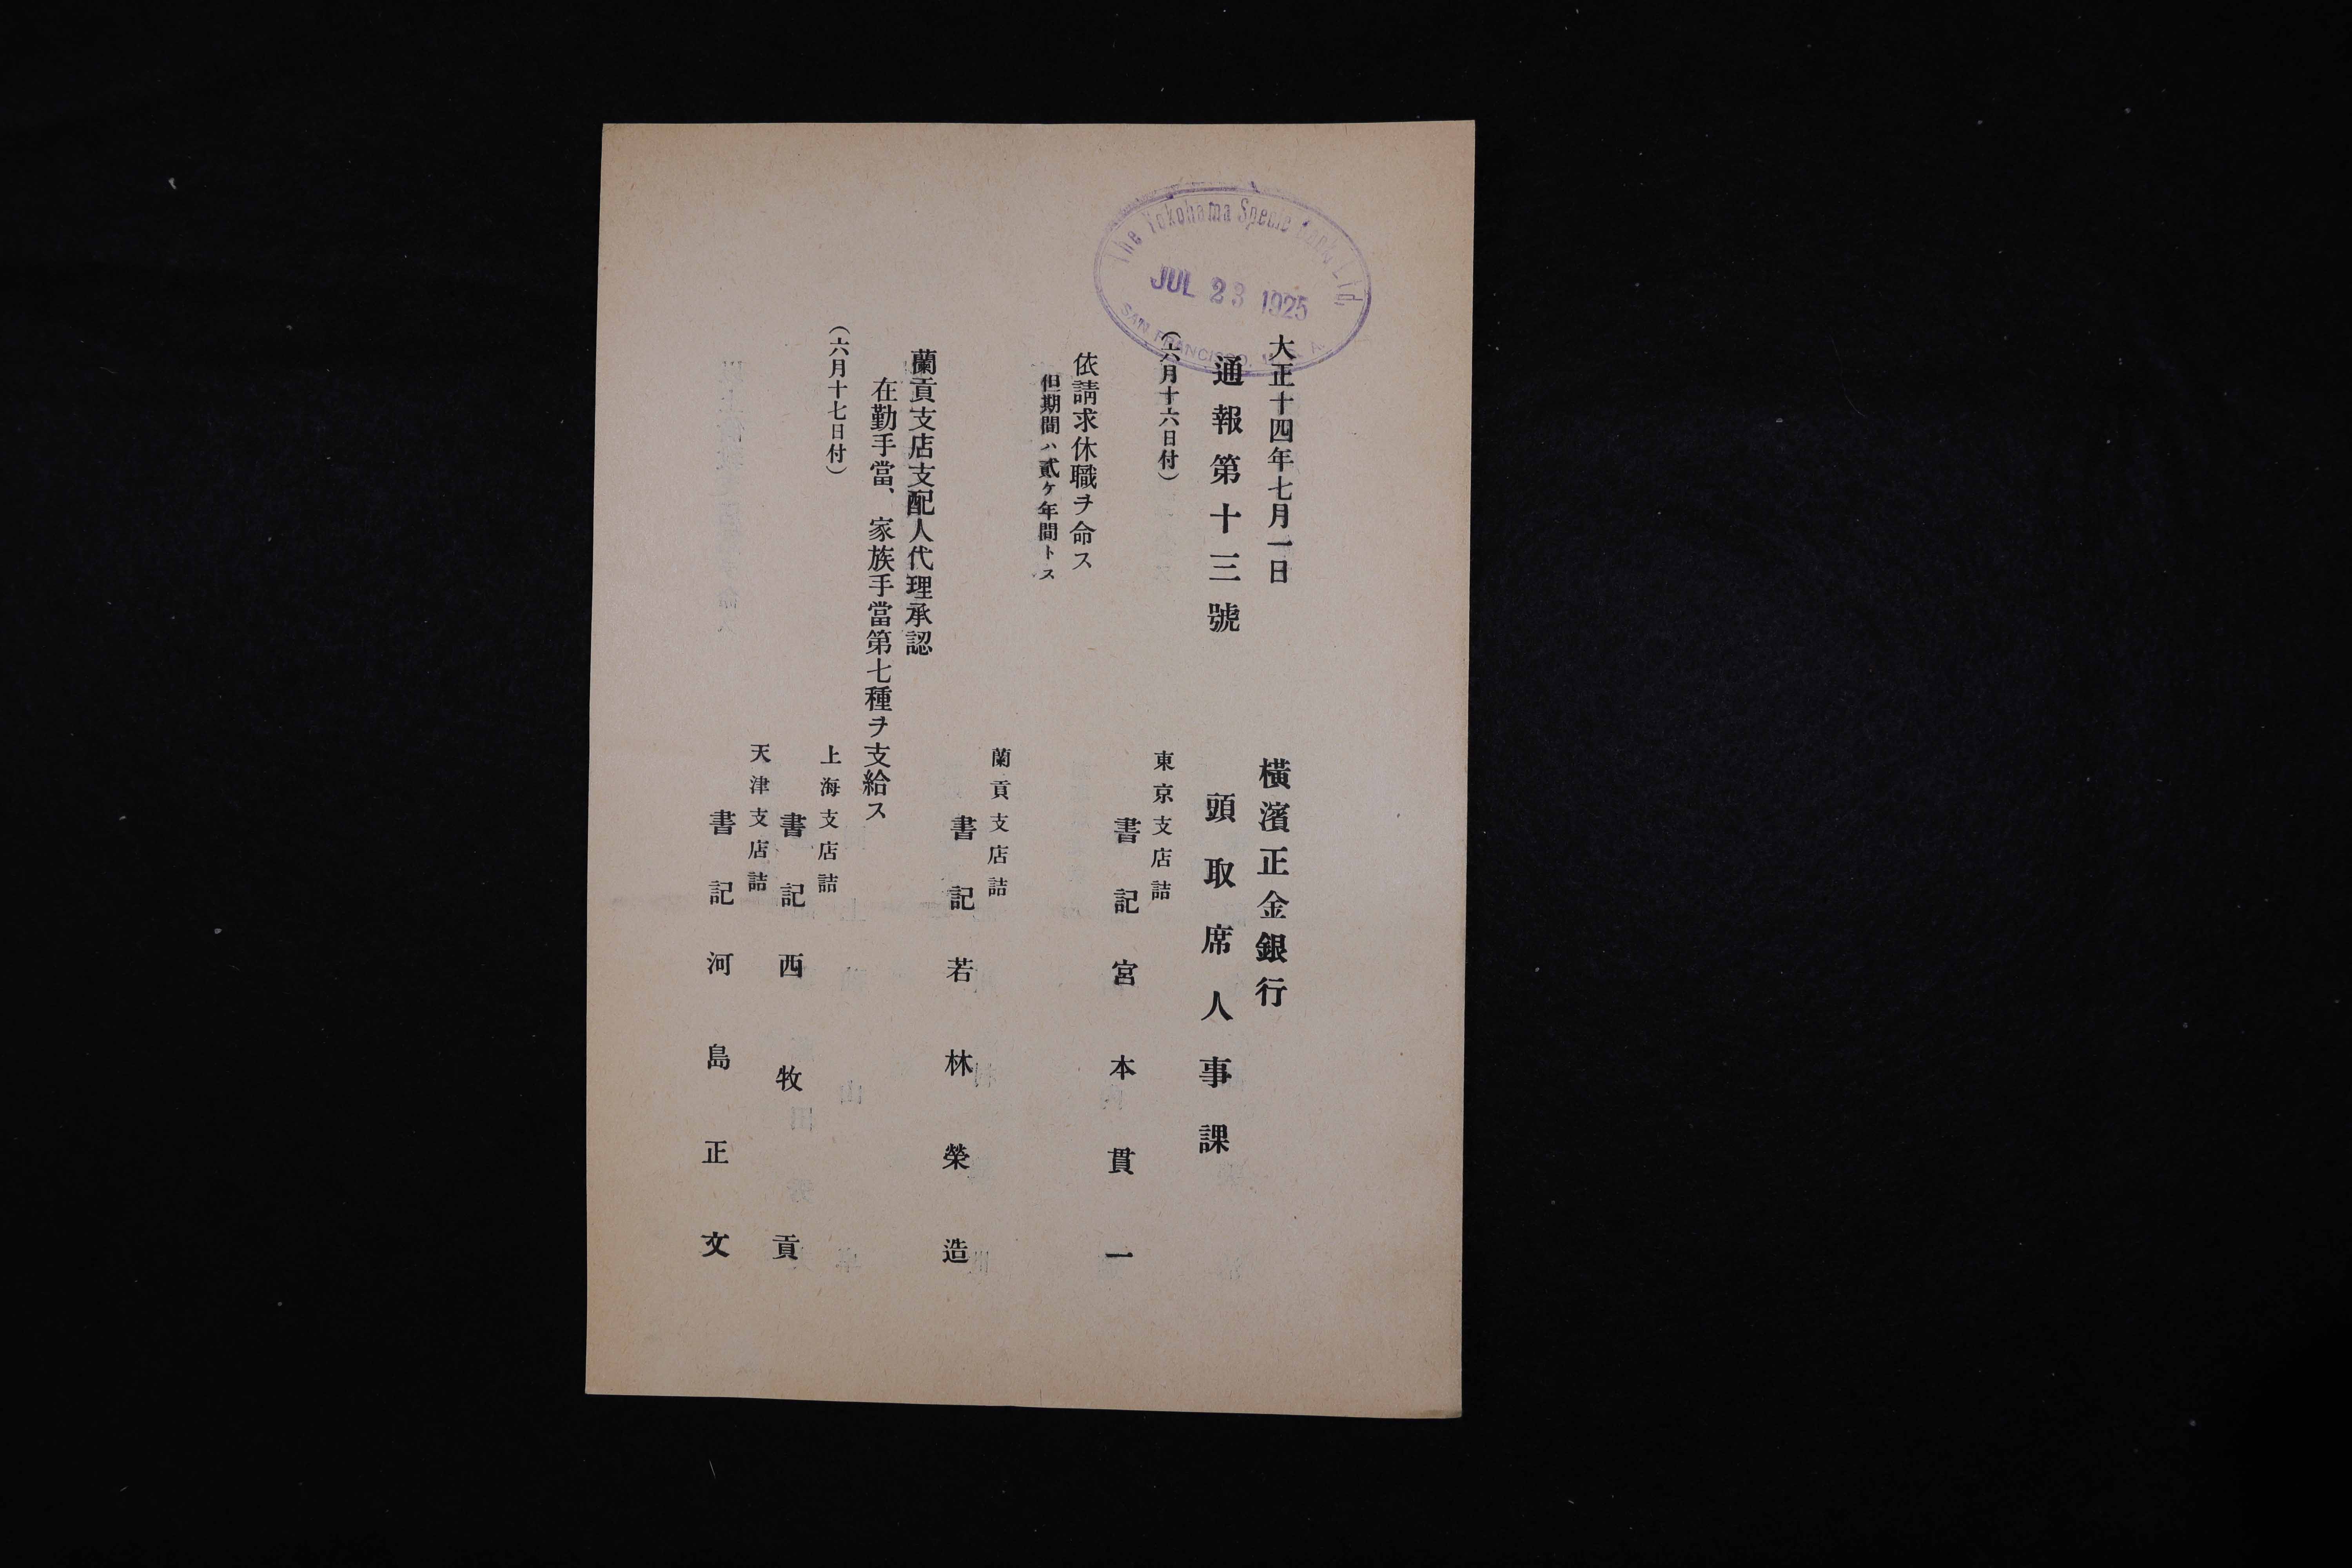 The Yokohama Specie Bank, Ltd.
JUL 23 1925
SAN FRANCISCO,
大正十四年七月一日
橫濱正金銀行
通報第十三號
頭取席人事課
(六月十六日付)
東京支店詰
書記宮本貫一
依請求休職ヲ命ス
但期間ハ貳ケ年間トス
蘭貢支店詰
書記若林榮造
蘭貢支店支配人代理承認
在勤手當、家族手當第七種ヲ支給ス
(六月十七日付)
上海支店詰
書記西牧貢
天津支店詰
書記河島正文